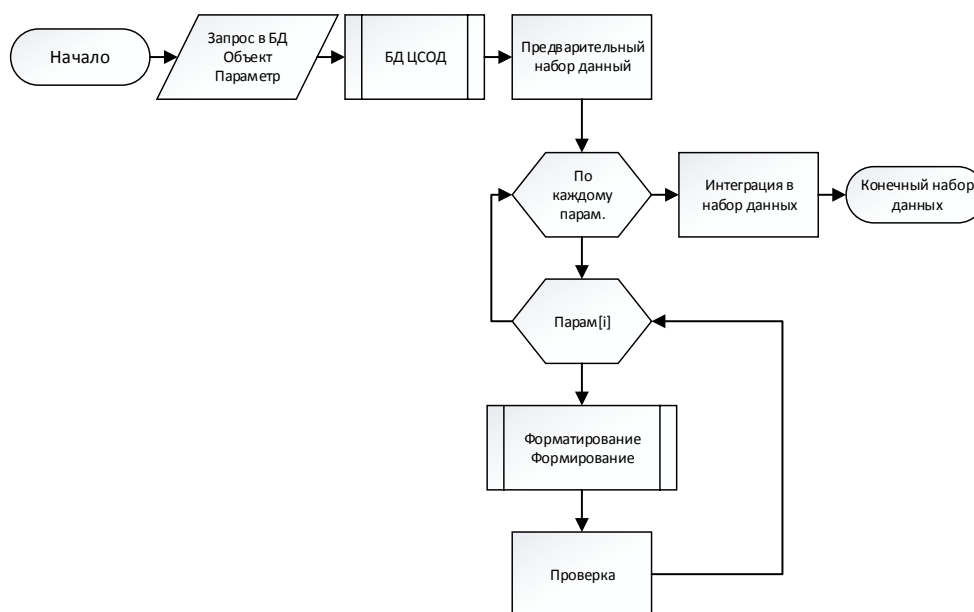 Начало
Запрос в БД
Объект
Параметр
БД ЦСОД
Предварительный
набор данный
По
каждому
парам.
Интеграция в
набор данных
Конечный набор
данных
Парам[i]
Форматирование
Формирование
Проверка